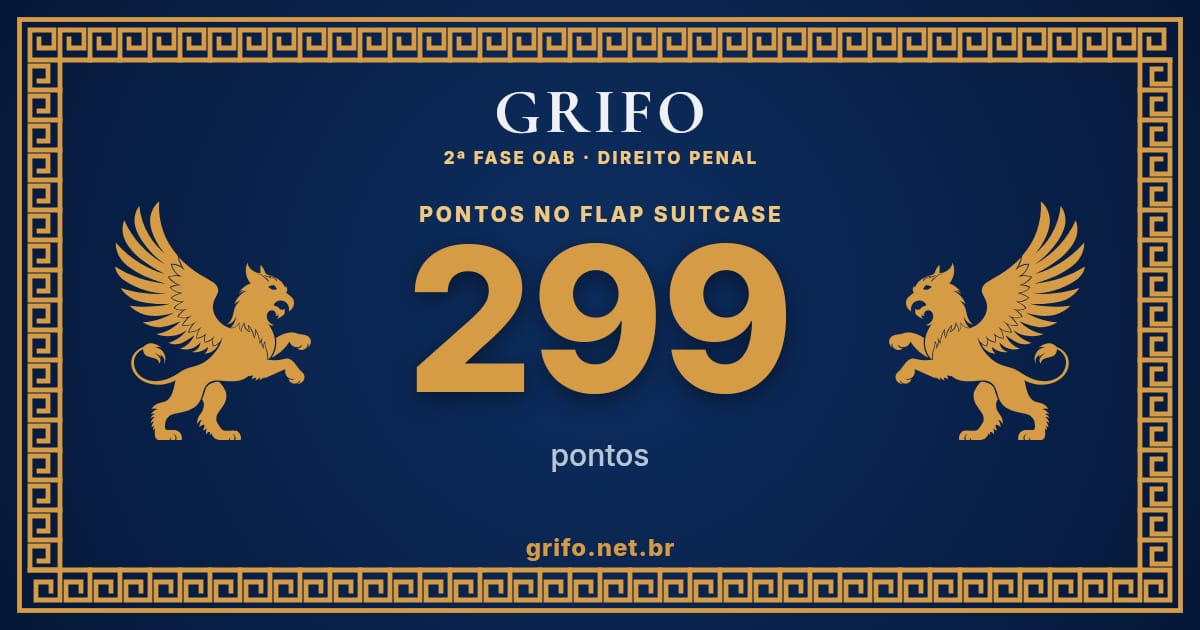 GRIFO
2ª FASE OAB · DIREITO PENAL
PONTOS NO FLAP SUITCASE
299
pontos
grifo.net.br